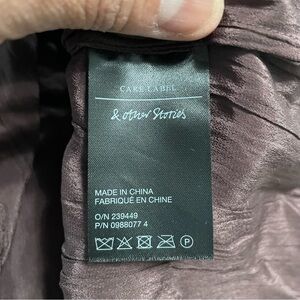 CARE LABEL
& other Stories
MADE IN CHINA
FABRIQUÉ EN CHINE
O/N 239449
P/N 0988077 4
P